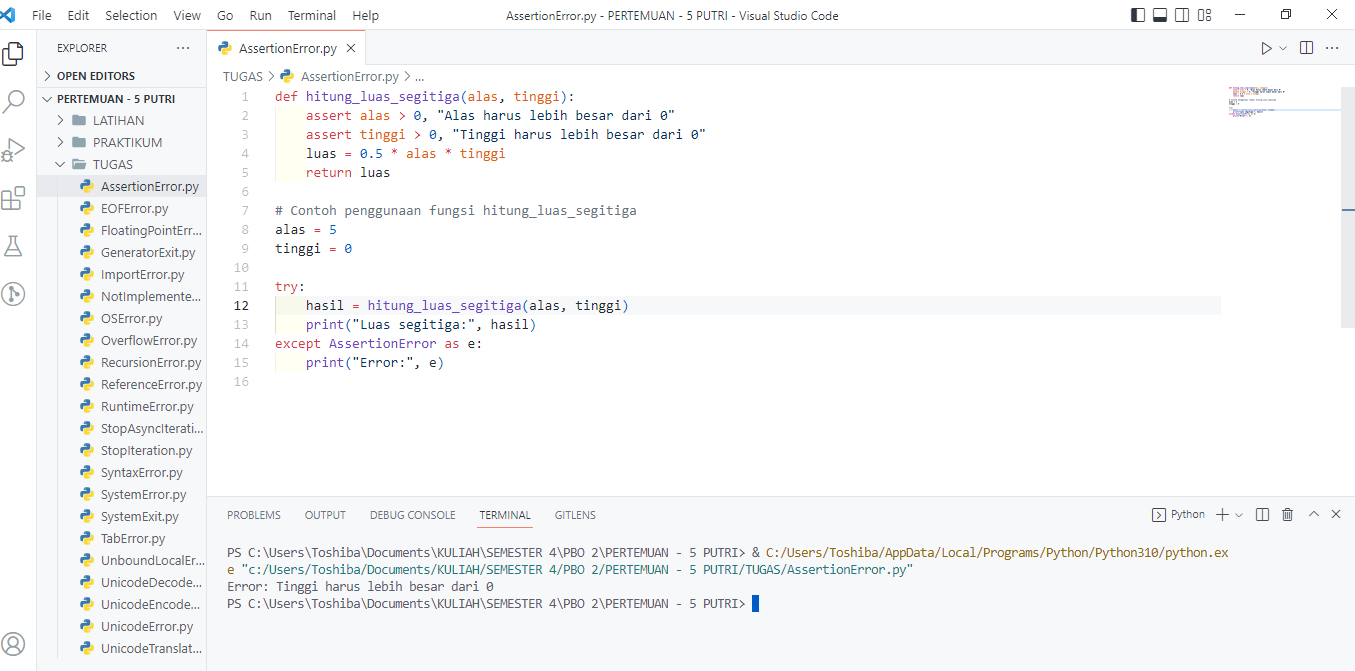 File Edit Selection View Go Run Terminal Help
AssertionError.py - PERTEMUAN - 5 PUTRI - Visual Studio Code
EXPLORER
OPEN EDITORS
PERTEMUAN - 5 PUTRI
LATIHAN
PRAKTIKUM
TUGAS
AssertionError.py
EOFError.py
FloatingPointErr...
GeneratorExit.py
ImportError.py
NotImplemente...
OSError.py
OverflowError.py
RecursionError.py
ReferenceError.py
RuntimeError.py
StopAsyncIterati...
StopIteration.py
SyntaxError.py
SystemError.py
SystemExit.py
TabError.py
UnboundLocalEr...
UnicodeDecode...
UnicodeEncode...
UnicodeError.py
UnicodeTranslat...
AssertionError.py
TUGAS > AssertionError.py > ...
1 def hitung_luas_segitiga(alas, tinggi):
2     assert alas > 0, "Alas harus lebih besar dari 0"
3     assert tinggi > 0, "Tinggi harus lebih besar dari 0"
4     luas = 0.5 * alas * tinggi
5     return luas
6
7 # Contoh penggunaan fungsi hitung_luas_segitiga
8 alas = 5
9 tinggi = 0
10
11 try:
12     hasil = hitung_luas_segitiga(alas, tinggi)
13     print("Luas segitiga:", hasil)
14 except AssertionError as e:
15     print("Error:", e)
16
PROBLEMS OUTPUT DEBUG CONSOLE TERMINAL GITLENS
Python
PS C:\Users\Toshiba\Documents\KULIAH\SEMESTER 4\PBO 2\PERTEMUAN - 5 PUTRI> & C:/Users/Toshiba/AppData/Local/Programs/Python/Python310/python.ex
e "c:/Users/Toshiba/Documents/KULIAH/SEMESTER 4/PBO 2/PERTEMUAN - 5 PUTRI/TUGAS/AssertionError.py"
Error: Tinggi harus lebih besar dari 0
PS C:\Users\Toshiba\Documents\KULIAH\SEMESTER 4\PBO 2\PERTEMUAN - 5 PUTRI>